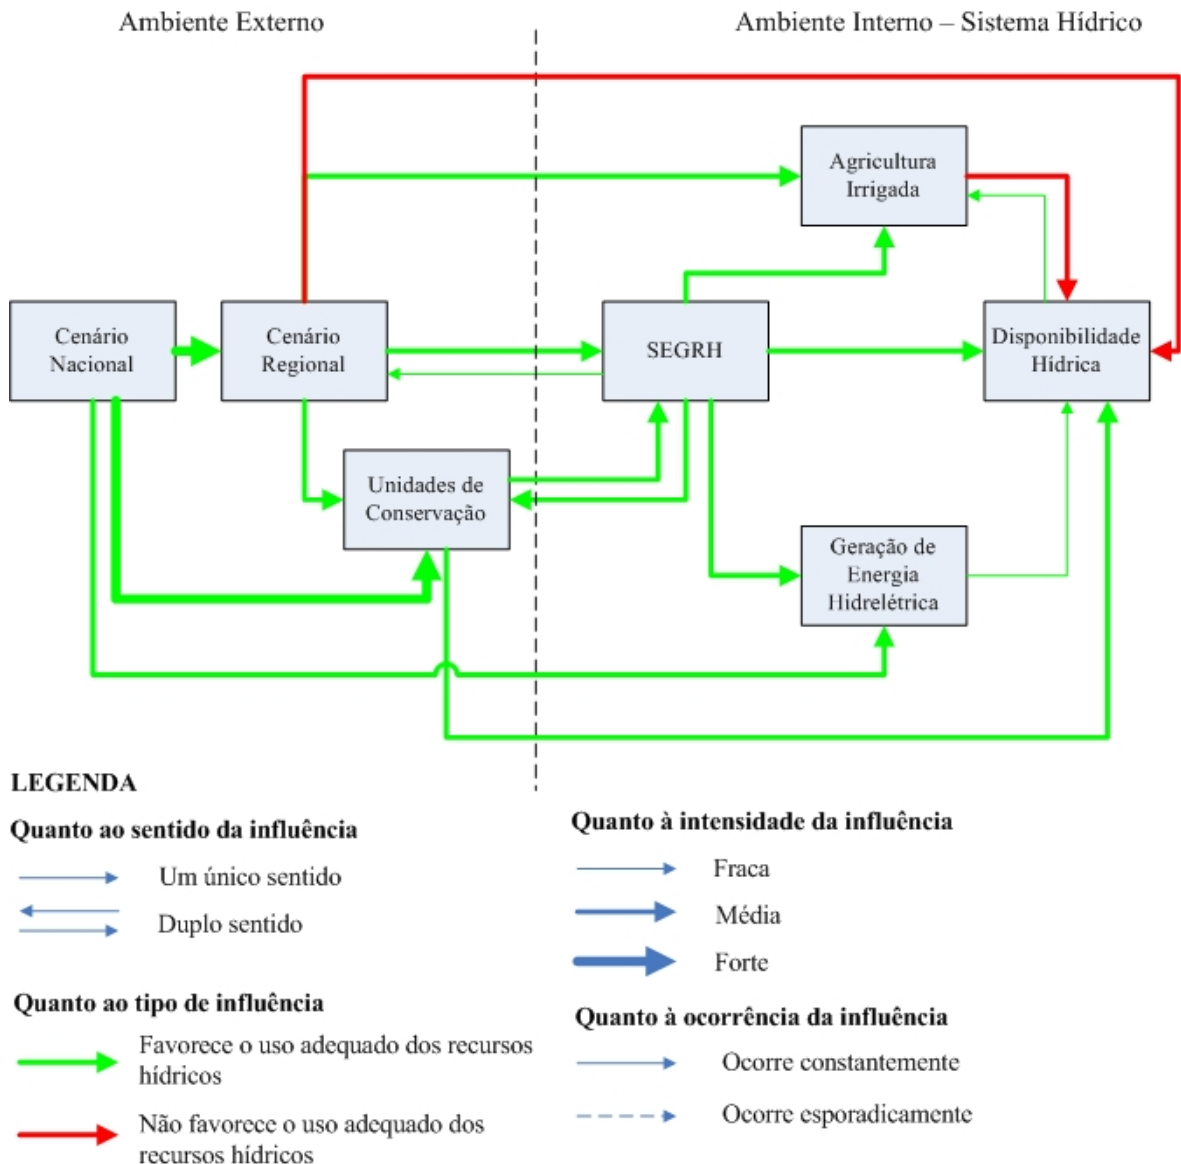 Ambiente Externo
Ambiente Interno – Sistema Hídrico
Agricultura
Irrigada
Cenário
Nacional
Cenário
Regional
SEGRH
Disponibilidade
Hídrica
Unidades de
Conservação
Geração de
Energia
Hidrelétrica
LEGENDA
Quanto ao sentido da influência
Um único sentido
Duplo sentido
Quanto à intensidade da influência
Fraca
Média
Forte
Quanto ao tipo de influência
Favorece o uso adequado dos recursos
hídricos
Não favorece o uso adequado dos
recursos hídricos
Quanto à ocorrência da influência
Ocorre constantemente
Ocorre esporadicamente